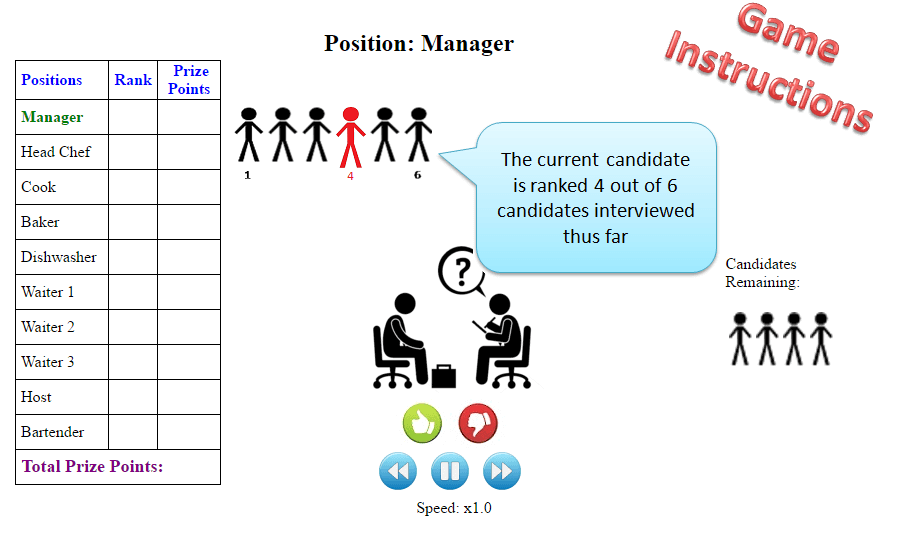 Position: Manager
Game
Instructions
Positions Rank Prize Points
Manager
Head Chef
Cook
Baker
Dishwasher
Waiter 1
Waiter 2
Waiter 3
Host
Bartender
Total Prize Points:
1 4 6
The current candidate
is ranked 4 out of 6
candidates interviewed
thus far
?
Candidates
Remaining:
Speed: x1.0